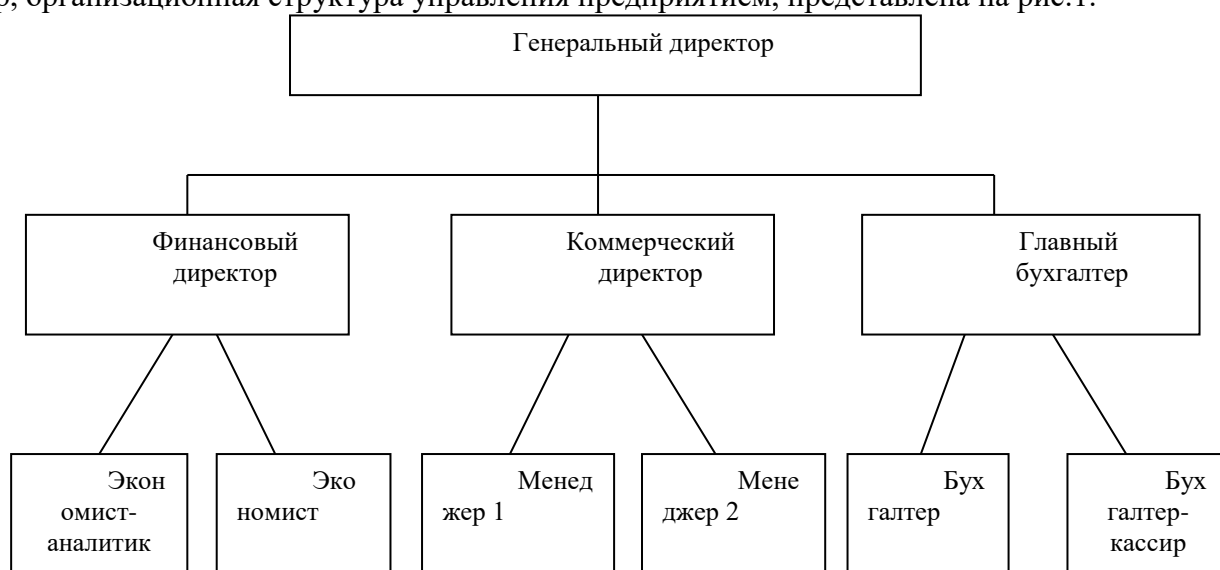 , организационная структура управления предприятием, представлена на рис.1.
Генеральный директор
Финансовый
директор
Коммерческий
директор
Главный
бухгалтер
Экон
омист-
аналитик
Эко
номист
Менед
жер 1
Мене
джер 2
Бух
галтер
Бух
галтер-
кассир